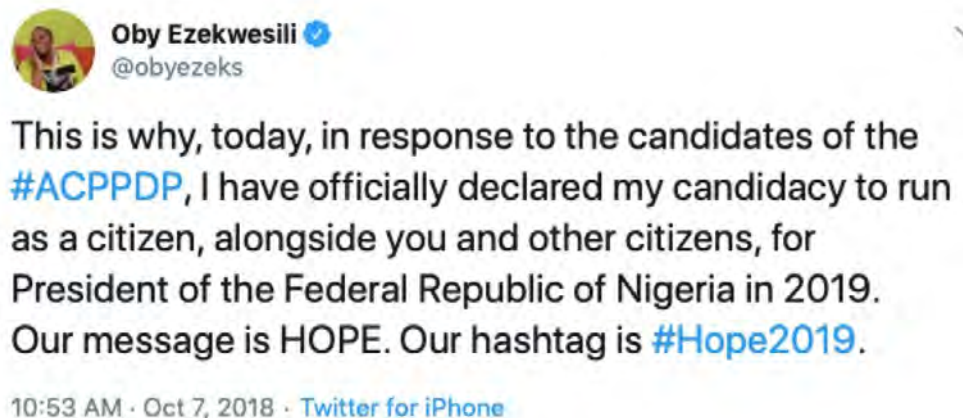 Oby Ezekwesili
@obyezeks
This is why, today, in response to the candidates of the
#ACPPDP, I have officially declared my candidacy to run
as a citizen, alongside you and other citizens, for
President of the Federal Republic of Nigeria in 2019.
Our message is HOPE. Our hashtag is #Hope2019.
10:53 AM · Oct 7, 2018 · Twitter for iPhone